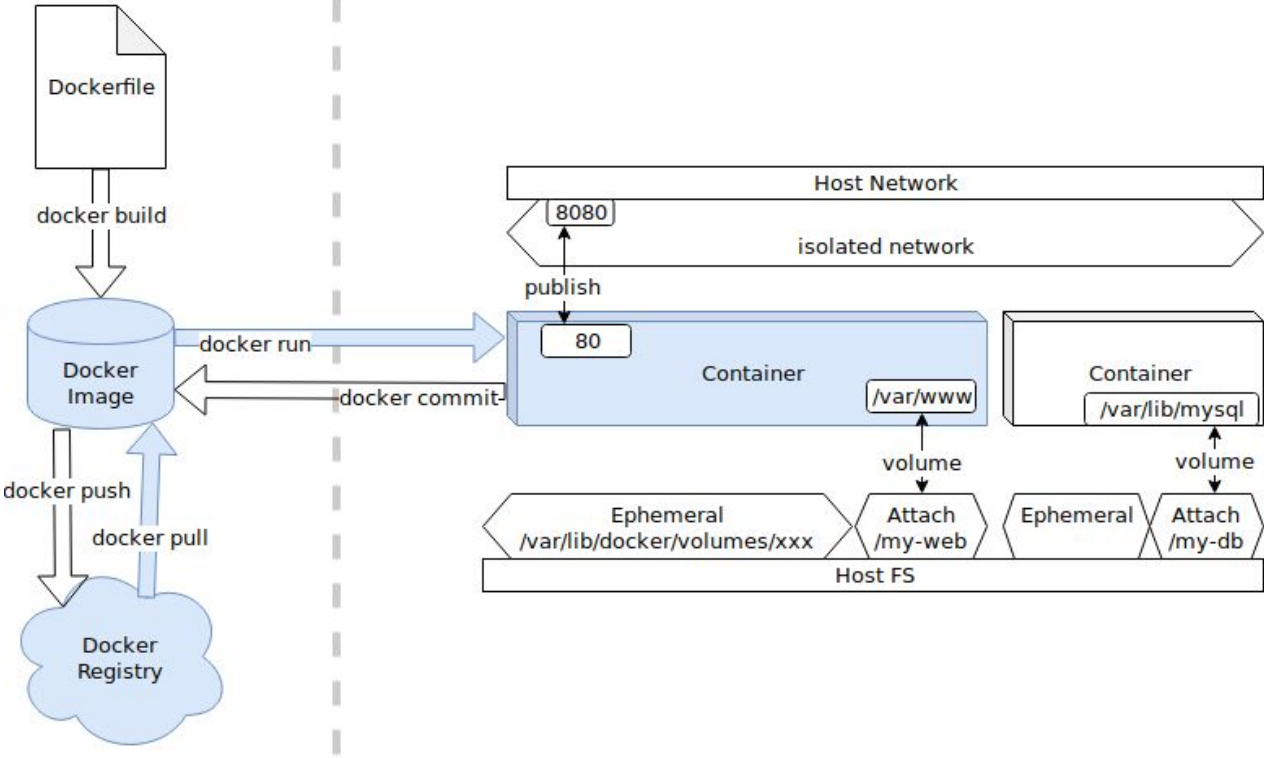 Dockerfile
docker build
Docker
Image
docker run
docker commit
docker push
docker pull
Docker
Registry
Host Network
8080
isolated network
publish
80
Container
/var/www
Container
/var/lib/mysql
volume
volume
Ephemeral
/var/lib/docker/volumes/xxx
Attach
/my-web
Ephemeral
Attach
/my-db
Host FS